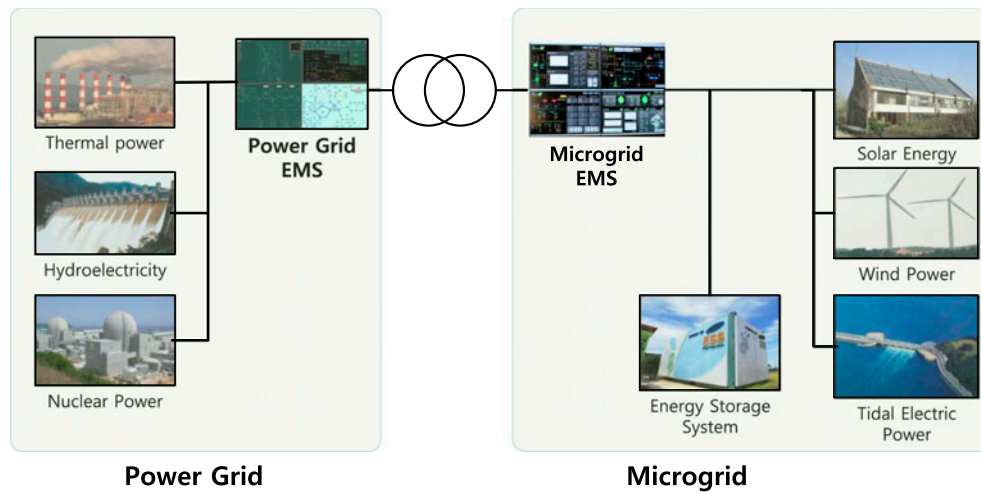 Thermal power
Power Grid
EMS
Hydroelectricity
Nuclear Power
Power Grid
Microgrid
EMS
Solar Energy
Wind Power
ESS
Energy Storage
System
Tidal Electric
Power
Microgrid